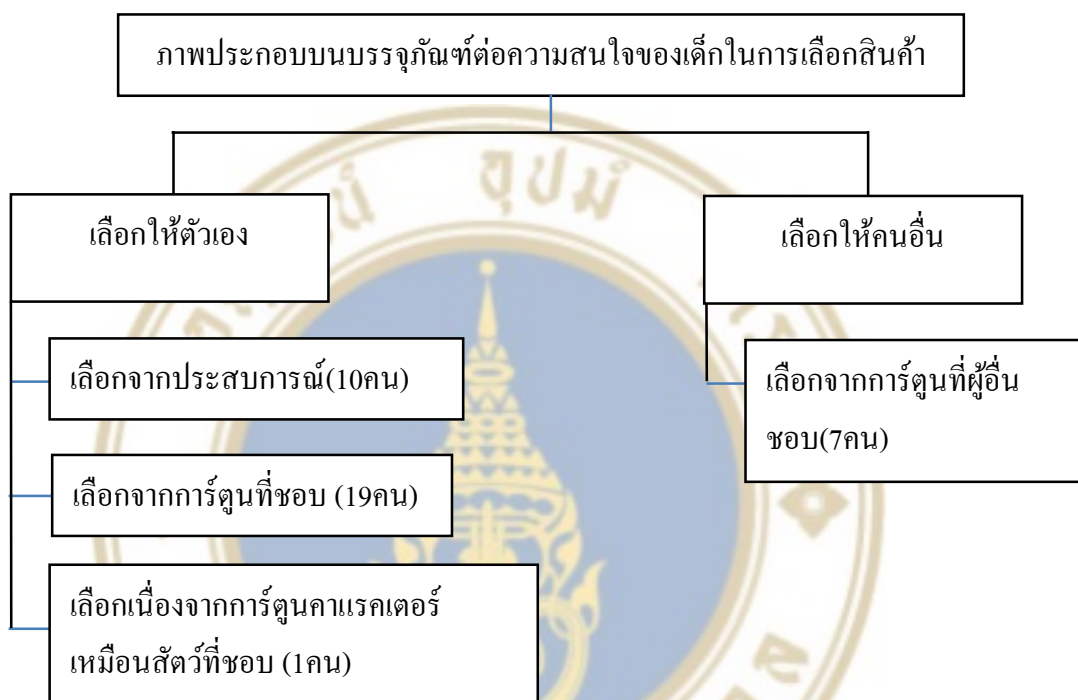 ภาพประกอบบนบรรจุภัณฑ์ต่อความสนใจของเด็กในการเลือกสินค้า
เลือกให้ตัวเอง
เลือกจากประสบการณ์(10คน)
เลือกจากการ์ตูนที่ชอบ (19คน)
เลือกเนื่องจากการ์ตูนคาแรคเตอร์
เหมือนสัตว์ที่ชอบ (1คน)
เลือกให้คนอื่น
เลือกจากการ์ตูนที่ผู้อื่น
ชอบ(7คน)
อุปมํ